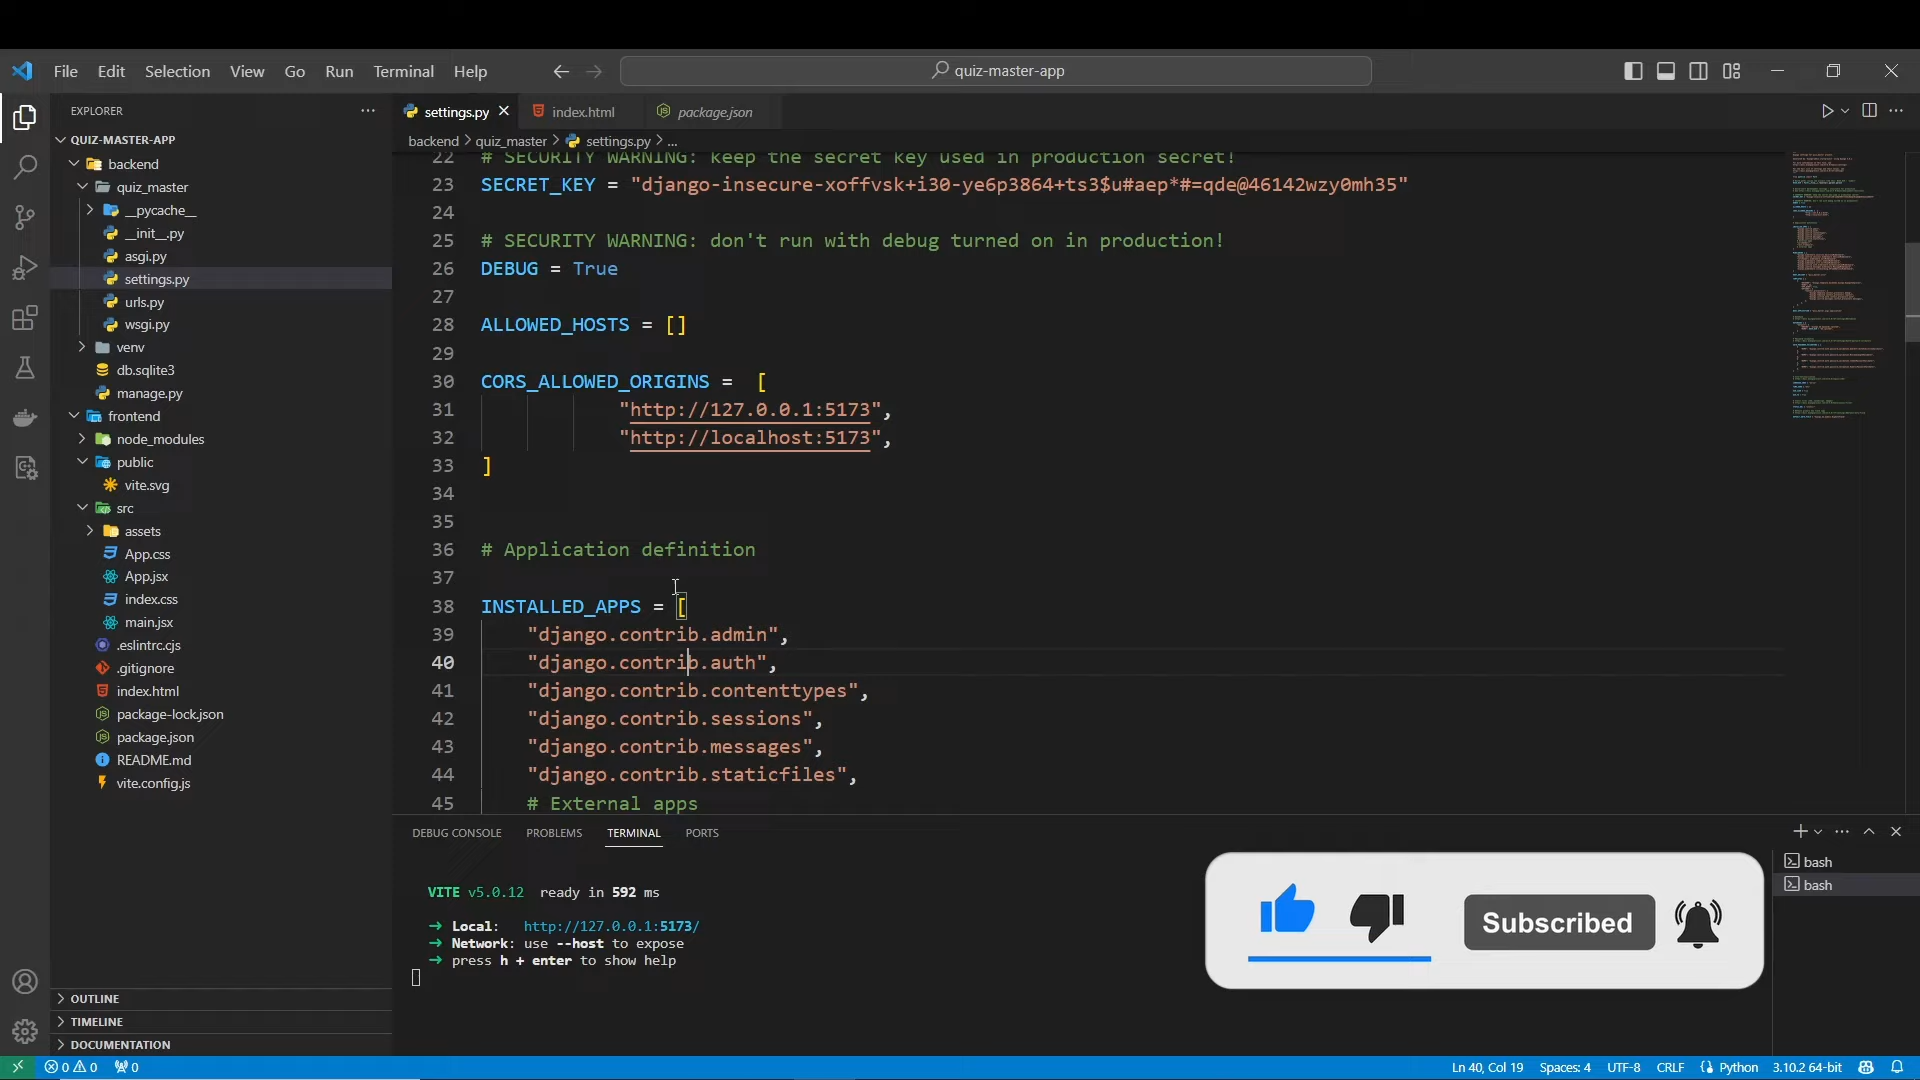 File Edit Selection View Go Run Terminal Help
quiz-master-app
EXPLORER
QUIZ-MASTER-APP
backend
quiz_master
__pycache__
__init__.py
asgi.py
settings.py
urls.py
wsgi.py
venv
db.sqlite3
manage.py
frontend
node_modules
public
vite.svg
src
assets
App.css
App.jsx
index.css
main.jsx
.eslintrc.cjs
.gitignore
index.html
package-lock.json
package.json
README.md
vite.config.js
OUTLINE
TIMELINE
DOCUMENTATION
settings.py index.html package.json
backend > quiz_master > settings.py > ...
22 # SECURITY WARNING: keep the secret key used in production secret!
23 SECRET_KEY = "django-insecure-xoffvsk+i30-ye6p3864+ts3$u#aep*#=qde@46142wzy0mh35"
24
25 # SECURITY WARNING: don't run with debug turned on in production!
26 DEBUG = True
27
28 ALLOWED_HOSTS = []
29
30 CORS_ALLOWED_ORIGINS =  [
31 "http://127.0.0.1:5173",
32 "http://localhost:5173",
33 ]
34
35
36 # Application definition
37
38 INSTALLED_APPS = [
39 "django.contrib.admin",
40 "django.contrib.auth",
41 "django.contrib.contenttypes",
42 "django.contrib.sessions",
43 "django.contrib.messages",
44 "django.contrib.staticfiles",
45 # External apps
DEBUG CONSOLE PROBLEMS TERMINAL PORTS
VITE v5.0.12 ready in 592 ms
➜ Local: http://127.0.0.1:5173/
➜ Network: use --host to expose
➜ press h + enter to show help
bash
bash
Subscribed
0 0 0
Ln 40, Col 19 Spaces: 4 UTF-8 CRLF Python 3.10.2 64-bit